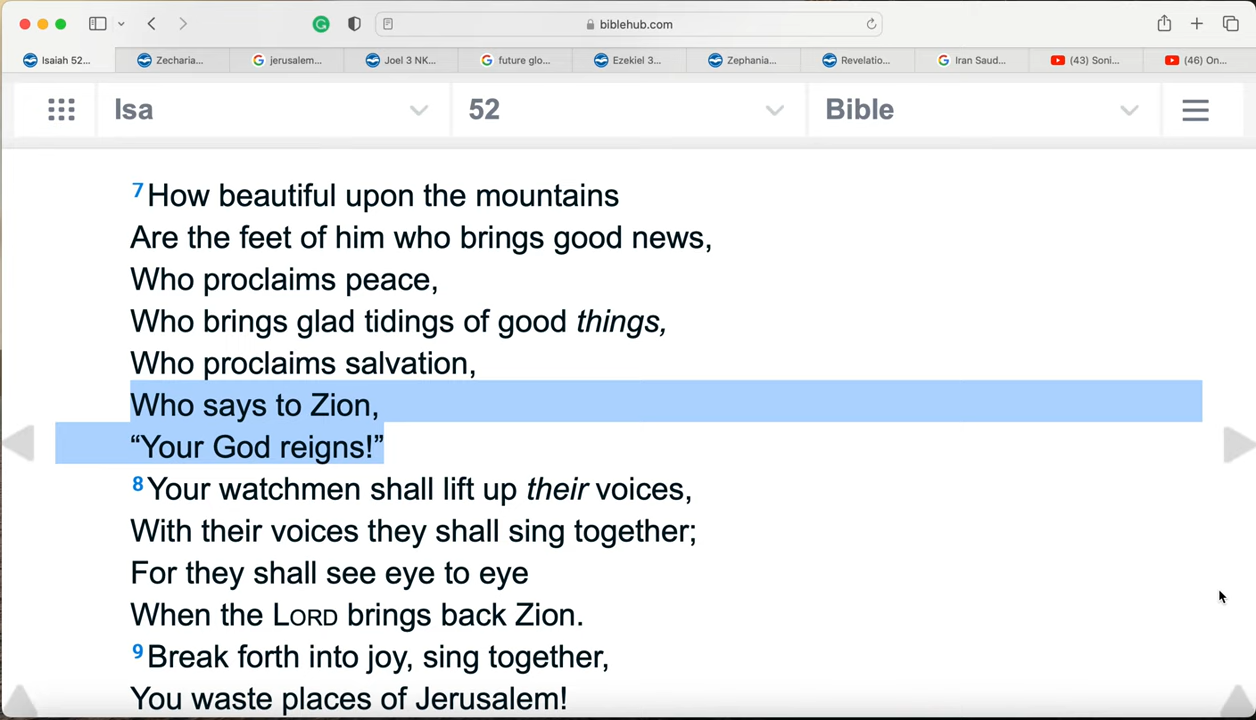 biblehub.com
Isaiah 52... Zecharia... jerusalem... Joel 3 NK... future glo... Ezekiel 3... Zephania... Revelatio... Iran Saud... (43) Soni... (46) On...
Isa 52 Bible
7 How beautiful upon the mountains
Are the feet of him who brings good news,
Who proclaims peace,
Who brings glad tidings of good things,
Who proclaims salvation,
Who says to Zion,
“Your God reigns!”
8 Your watchmen shall lift up their voices,
With their voices they shall sing together;
For they shall see eye to eye
When the LORD brings back Zion.
9 Break forth into joy, sing together,
You waste places of Jerusalem!